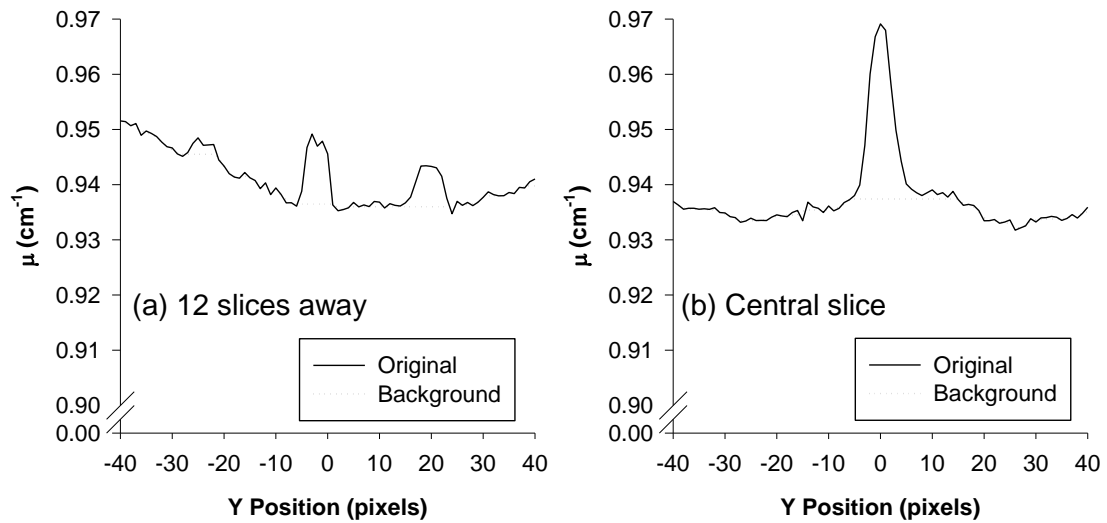 0.97
0.96
0.95
0.94
0.93
0.92
0.91
0.90
0.00
μ (cm-1)
(a) 12 slices away
Original
Background
-40 -30 -20 -10 0 10 20 30 40
Y Position (pixels)
0.97
0.96
0.95
0.94
0.93
0.92
0.91
0.90
0.00
μ (cm-1)
(b) Central slice
Original
Background
-40 -30 -20 -10 0 10 20 30 40
Y Position (pixels)